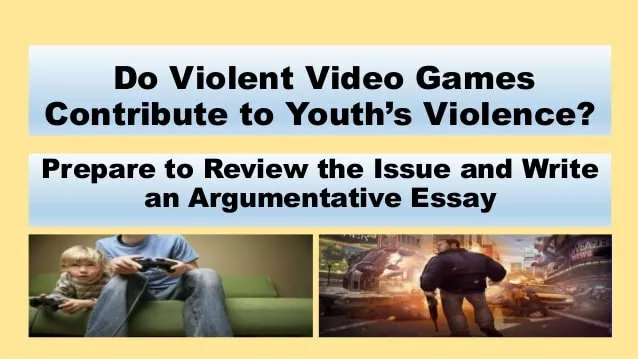 Do Violent Video Games
Contribute to Youth's Violence?
Prepare to Review the Issue and Write
an Argumentative Essay